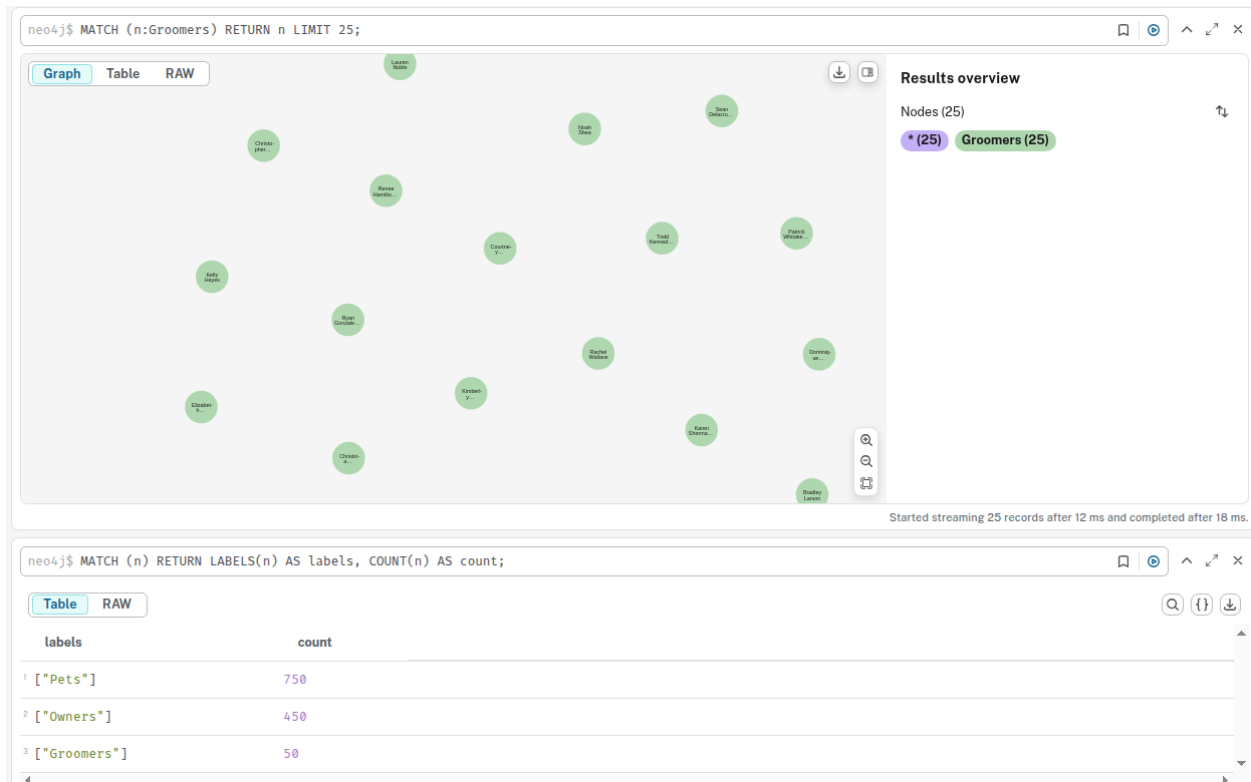 neo4j$ MATCH (n:Groomers) RETURN n LIMIT 25;
Graph Table RAW
Results overview
Nodes (25)
* (25) Groomers (25)
Lauren
Noble
Sean
Delacru...
Noah
Shea
Christo-
pher...
Renee
Hamilto...
Patrick
Whitake...
Todd
Kenned...
Courtne-
y...
Kelly
Hayes
Ryan
Gonzale...
Rachel
Wallace
Dominiq-
ue...
Kimberl-
y...
Elizabet-
h...
Karen
Sherma...
Christin-
a...
Bradley
Larson
Started streaming 25 records after 12 ms and completed after 18 ms.
neo4j$ MATCH (n) RETURN LABELS(n) AS labels, COUNT(n) AS count;
Table RAW
{}
labels count
1 ["Pets"] 750
2 ["Owners"] 450
3 ["Groomers"] 50